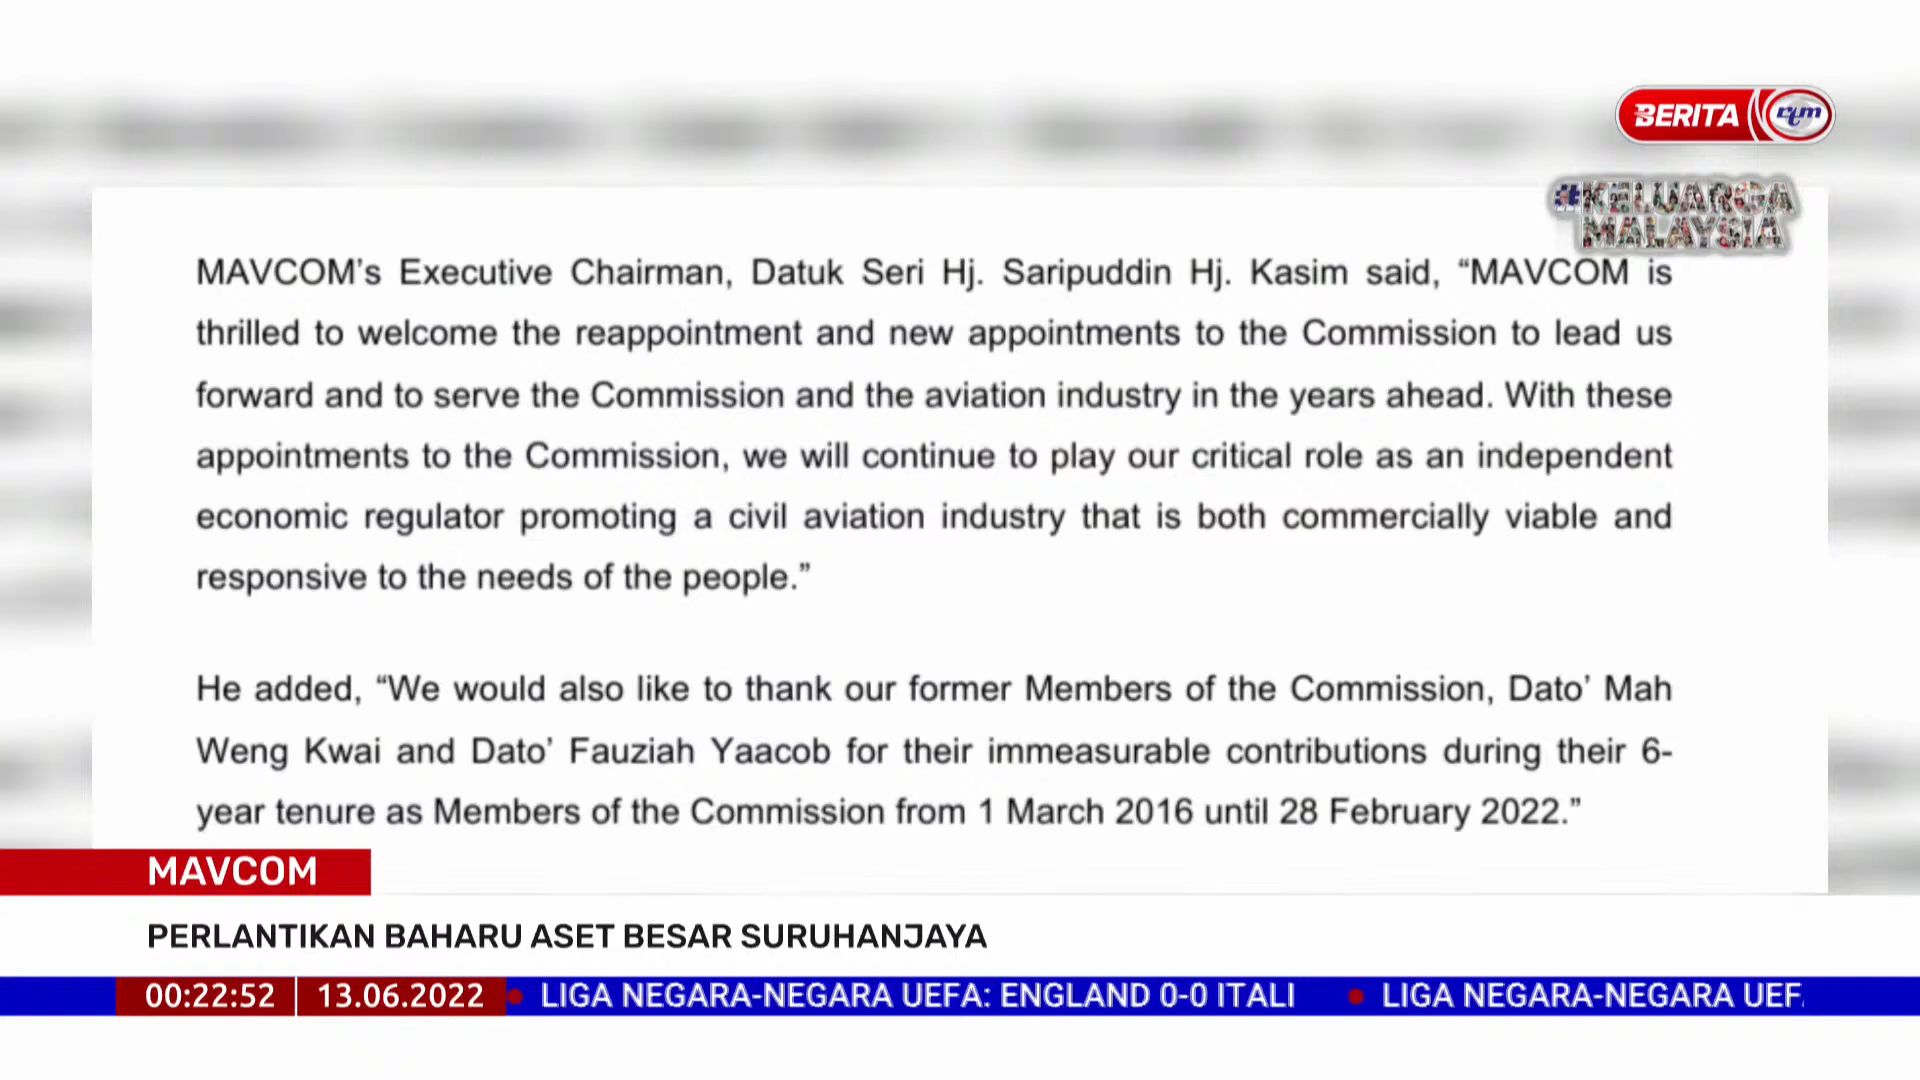 BERITA rtm
#KELUARGA
MALAYSIA
MAVCOM’s Executive Chairman, Datuk Seri Hj. Saripuddin Hj. Kasim said, “MAVCOM is
thrilled to welcome the reappointment and new appointments to the Commission to lead us
forward and to serve the Commission and the aviation industry in the years ahead. With these
appointments to the Commission, we will continue to play our critical role as an independent
economic regulator promoting a civil aviation industry that is both commercially viable and
responsive to the needs of the people.”
He added, “We would also like to thank our former Members of the Commission, Dato’ Mah
Weng Kwai and Dato’ Fauziah Yaacob for their immeasurable contributions during their 6-
year tenure as Members of the Commission from 1 March 2016 until 28 February 2022.”
MAVCOM
PERLANTIKAN BAHARU ASET BESAR SURUHANJAYA
00:22:52 13.06.2022 LIGA NEGARA-NEGARA UEFA: ENGLAND 0-0 ITALI LIGA NEGARA-NEGARA UEF